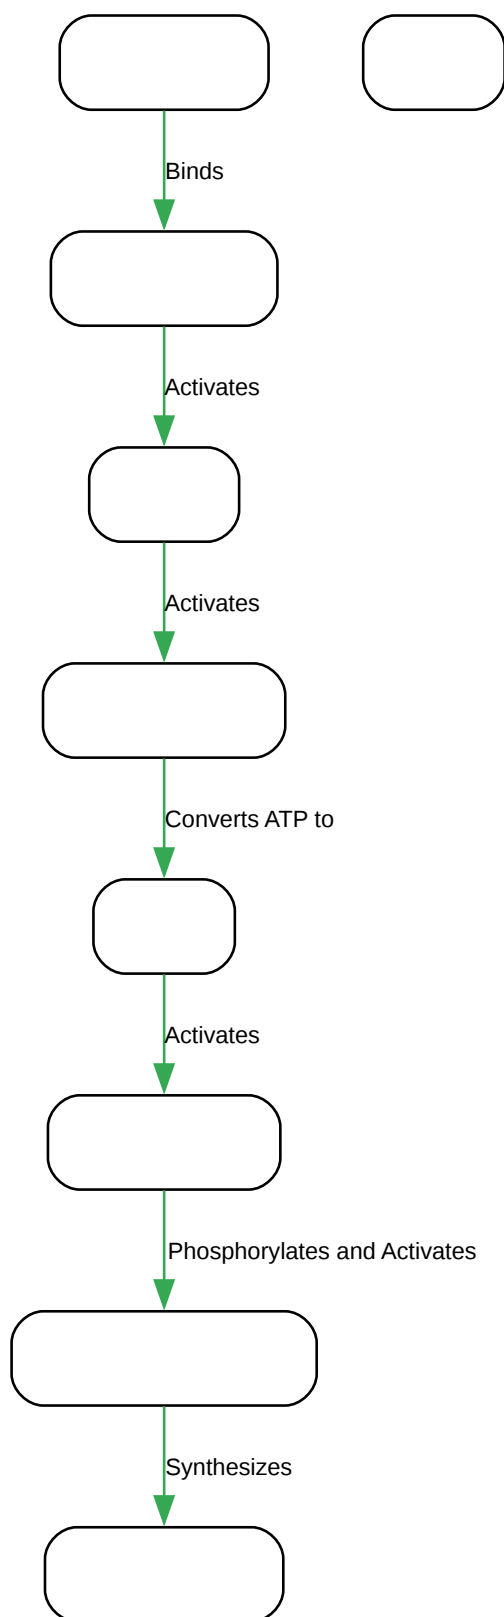 Binds
Activates
Activates
Converts ATP to
Activates
Phosphorylates and Activates
Synthesizes